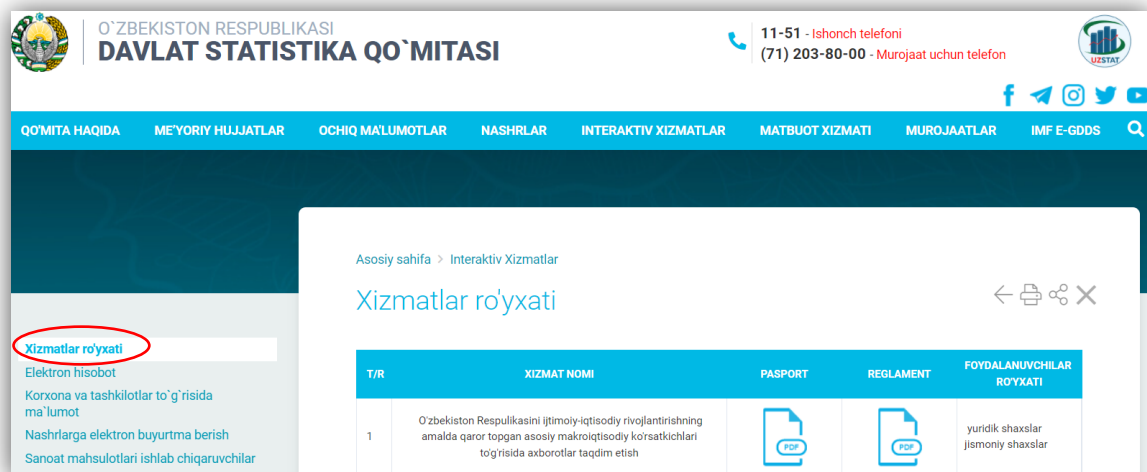 O`ZBEKISTON RESPUBLIKASI
DAVLAT STATISTIKA QO`MITASI
11-51 - Ishonch telefoni
(71) 203-80-00 - Murojaat uchun telefon
UZSTAT
QO'MITA HAQIDA ME'YORIY HUJJATLAR OCHIQ MA'LUMOTLAR NASHRLAR INTERAKTIV XIZMATLAR MATBUOT XIZMATI MUROJAATLAR IMF E-GDDS
Asosiy sahifa > Interaktiv Xizmatlar
Xizmatlar ro'yxati
Xizmatlar ro'yxati
Elektron hisobot
Korxona va tashkilotlar to`g`risida
ma`lumot
Nashrlarga elektron buyurtma berish
Sanoat mahsulotlari ishlab chiqaruvchilar
T/R XIZMAT NOMI PASPORT REGLAMENT FOYDALANUVCHILAR
RO'YXATI
1
O'zbekiston Respulikasini ijtimoiy-iqtisodiy rivojlantirishning
amalda qaror topgan asosiy makroiqtisodiy ko'rsatkichlari
to'g'risida axborotlar taqdim etish
PDF
PDF
yuridik shaxslar
jismoniy shaxslar